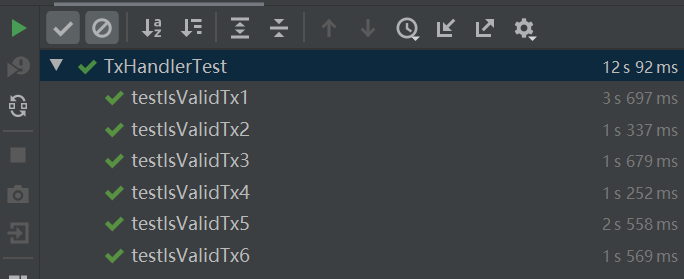 TxHandlerTest 12 s 92 ms
testIsValidTx1 3 s 697 ms
testIsValidTx2 1 s 337 ms
testIsValidTx3 1 s 679 ms
testIsValidTx4 1 s 252 ms
testIsValidTx5 2 s 558 ms
testIsValidTx6 1 s 569 ms